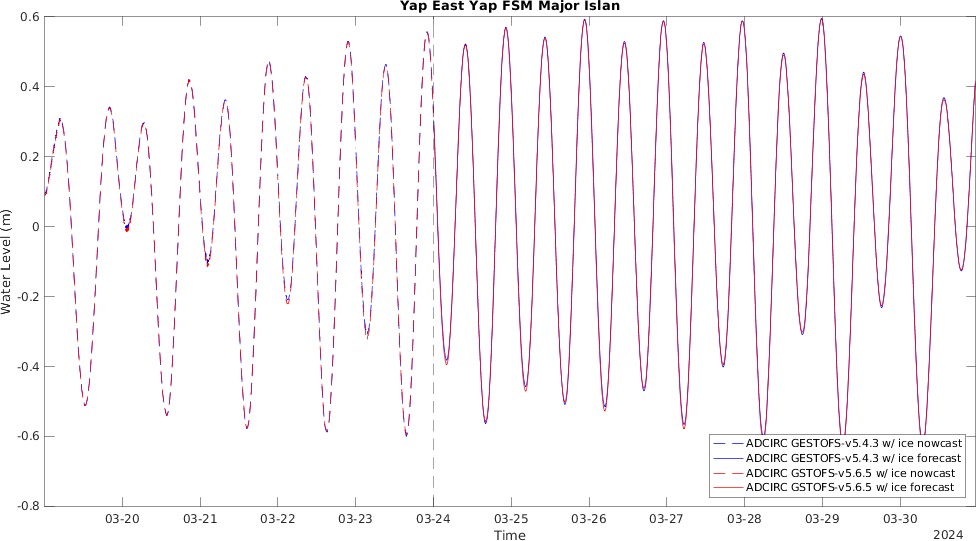 Yap East Yap FSM Major Islan
0.6
0.4
0.2
0
-0.2
-0.4
-0.6
-0.8
Water Level (m)
ADCIRC GESTOFS-v5.4.3 w/ ice nowcast
ADCIRC GESTOFS-v5.4.3 w/ ice forecast
ADCIRC GSTOFS-v5.6.5 w/ ice nowcast
ADCIRC GSTOFS-v5.6.5 w/ ice forecast
03-20 03-21 03-22 03-23 03-24 03-25 03-26 03-27 03-28 03-29 03-30
Time
2024